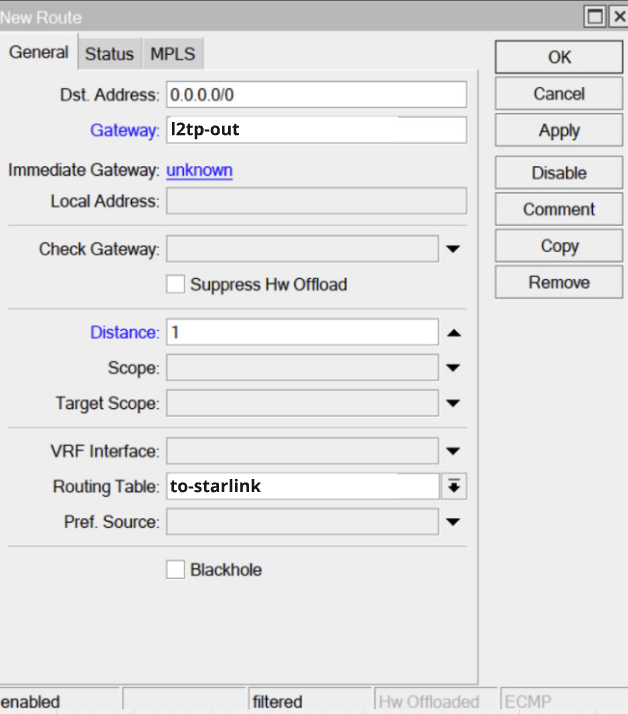 New Route
General Status MPLS
OK
Dst. Address: 0.0.0.0/0
Cancel
Gateway: l2tp-out
Apply
Immediate Gateway: unknown
Disable
Local Address:
Comment
Check Gateway:
Copy
Suppress Hw Offload
Remove
Distance: 1
Scope:
Target Scope:
VRF Interface:
Routing Table: to-starlink
Pref. Source:
Blackhole
enabled filtered Hw Offloaded ECMP